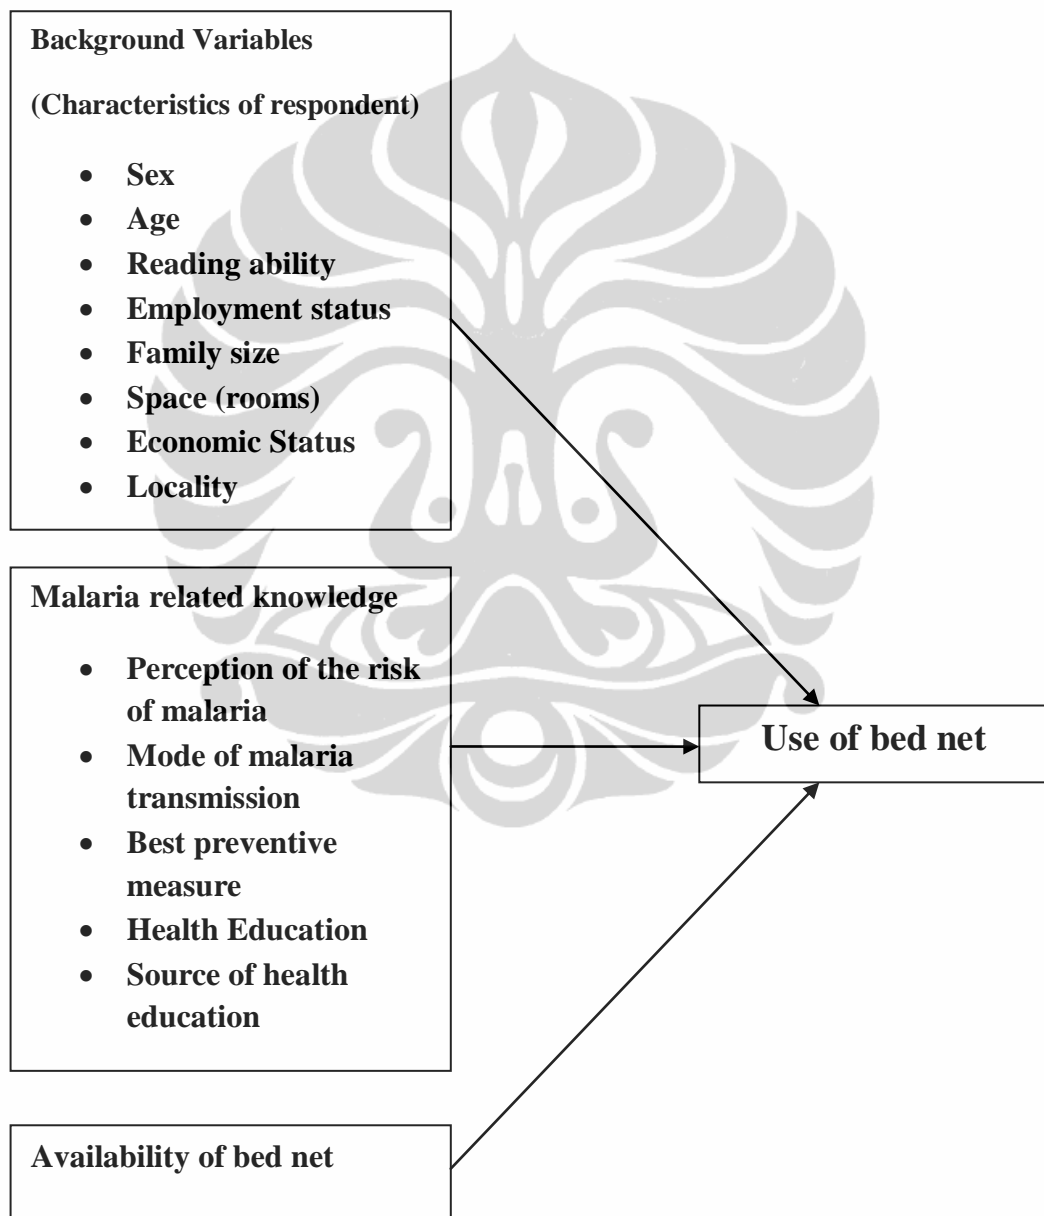 Background Variables
(Characteristics of respondent)
• Sex
• Age
• Reading ability
• Employment status
• Family size
• Space (rooms)
• Economic Status
• Locality
Malaria related knowledge
• Perception of the risk
of malaria
• Mode of malaria
transmission
• Best preventive
measure
• Health Education
• Source of health
education
Use of bed net
Availability of bed net